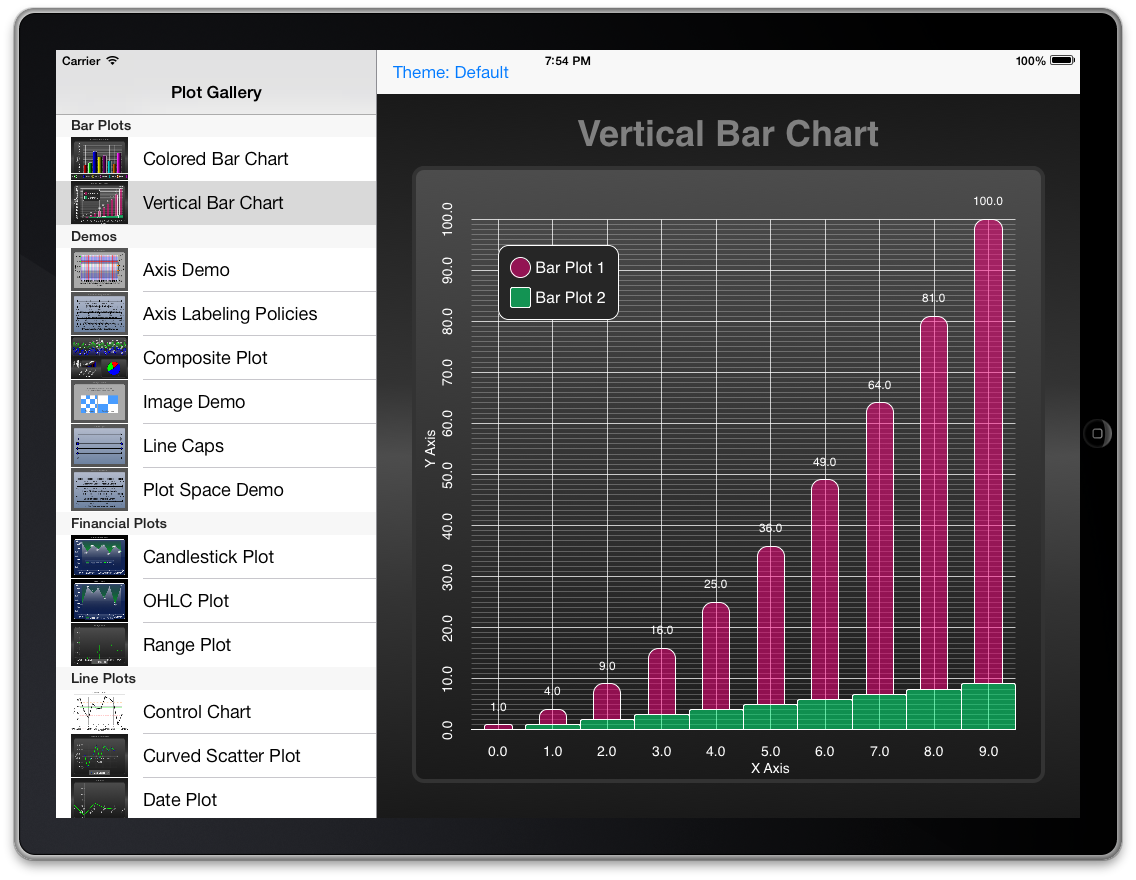 Carrier
7:54 PM
100%
Theme: Default
Plot Gallery
Bar Plots
Colored Bar Chart
Vertical Bar Chart
Demos
Axis Demo
Axis Labeling Policies
Composite Plot
Image Demo
Line Caps
Plot Space Demo
Financial Plots
Candlestick Plot
OHLC Plot
Range Plot
Line Plots
Control Chart
Curved Scatter Plot
Date Plot
Vertical Bar Chart
Bar Plot 1
Bar Plot 2
Y Axis
100.0
90.0
80.0
70.0
60.0
50.0
40.0
30.0
20.0
10.0
0.0
1.0
4.0
9.0
16.0
25.0
36.0
49.0
64.0
81.0
100.0
0.0 1.0 2.0 3.0 4.0 5.0 6.0 7.0 8.0 9.0
X Axis